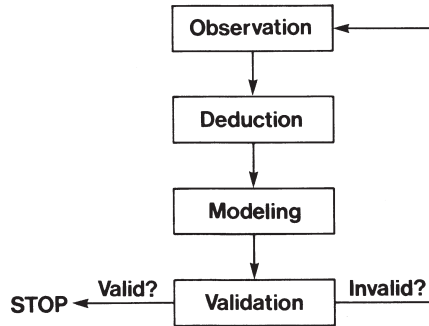 Observation
Deduction
Modeling
Valid?
Invalid?
STOP
Validation